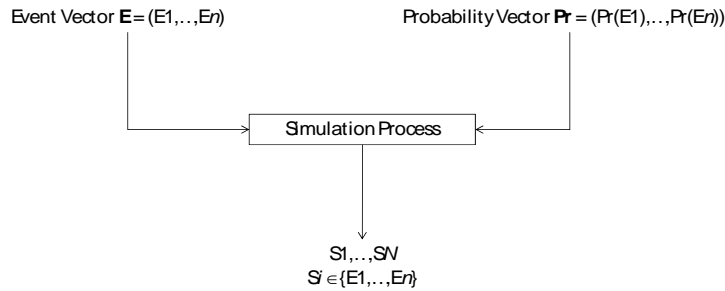 Event Vector E = (E1,..,En)
Probability Vector Pr = (Pr(E1),..,Pr(En))
Simulation Process
S1,..,SN
Si ∈{E1,..,En}